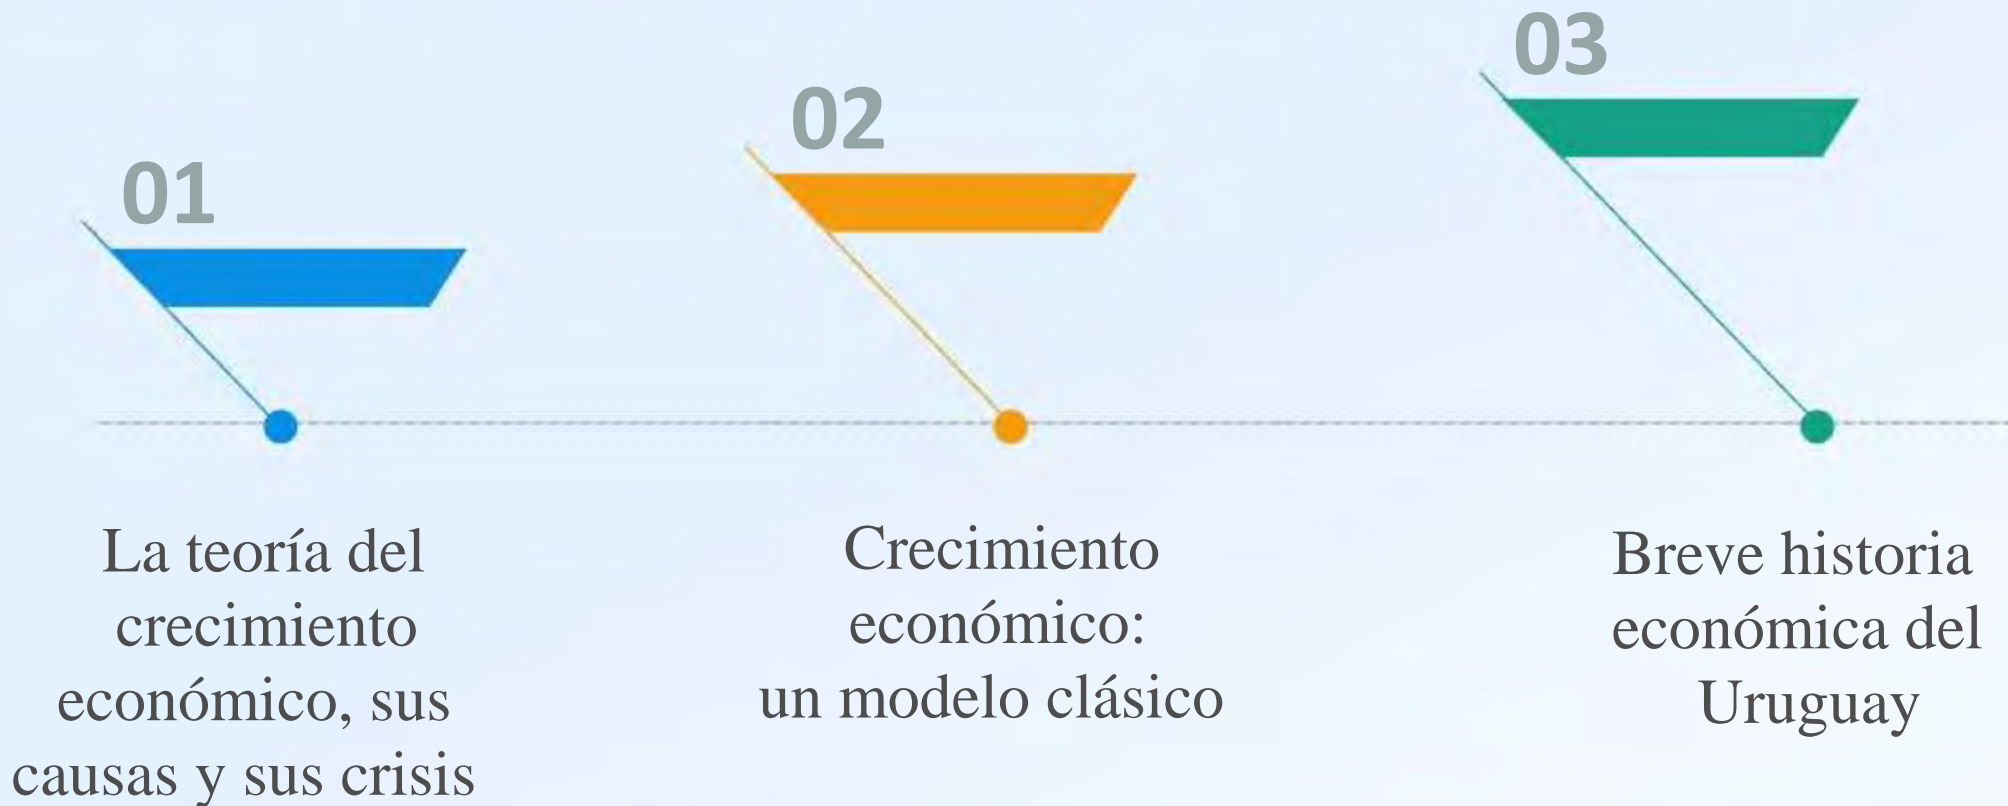 01
La teoría del
crecimiento
económico, sus
causas y sus crisis
02
Crecimiento
económico:
un modelo clásico
03
Breve historia
económica del
Uruguay